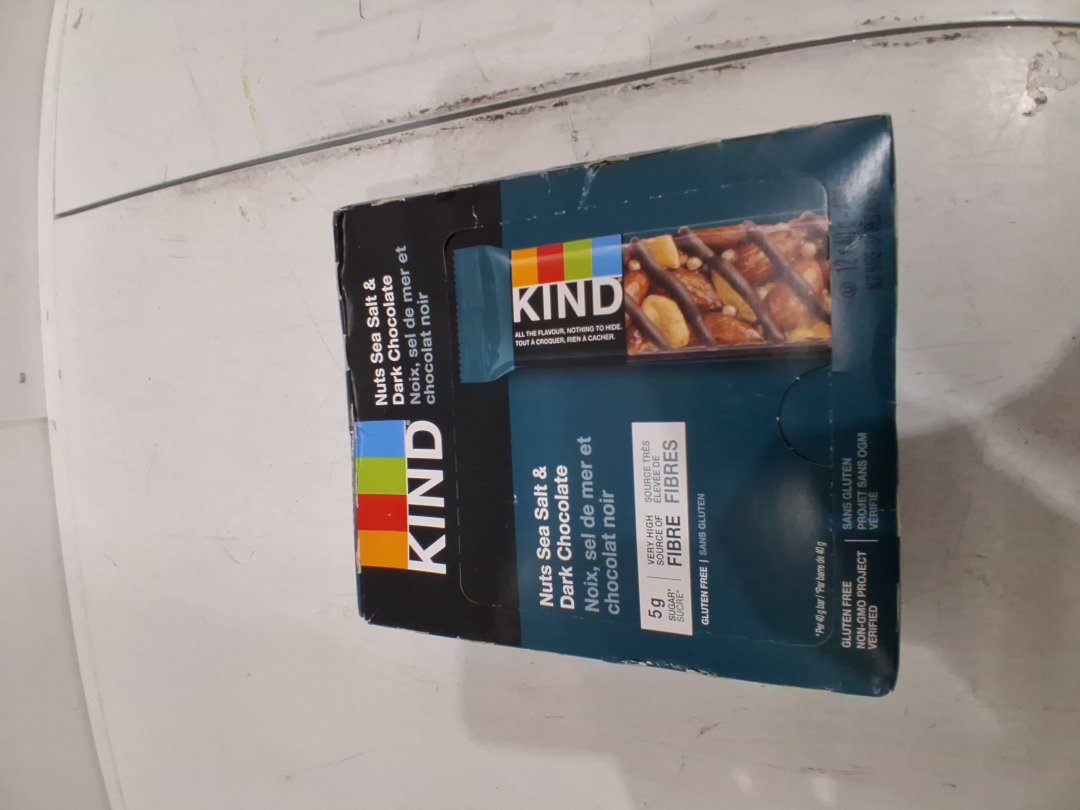 KIND
Nuts Sea Salt &
Dark Chocolate
Noix, sel de mer et
chocolat noir
KIND
ALL THE FLAVOUR, NOTHING TO HIDE.
TOUT À CROQUER, RIEN À CACHER.
Nuts Sea Salt &
Dark Chocolate
Noix, sel de mer et
chocolat noir
5g
SUGAR*
SUCRE*
VERY HIGH
SOURCE OF
FIBRE
SOURCE TRÈS
ÉLEVÉE DE
FIBRES
GLUTEN FREE | SANS GLUTEN
*Per 40 g bar / *Par barre de 40 g
GLUTEN FREE
NON-GMO PROJECT
VERIFIED
SANS GLUTEN
PROJET SANS OGM
VÉRIFIÉ